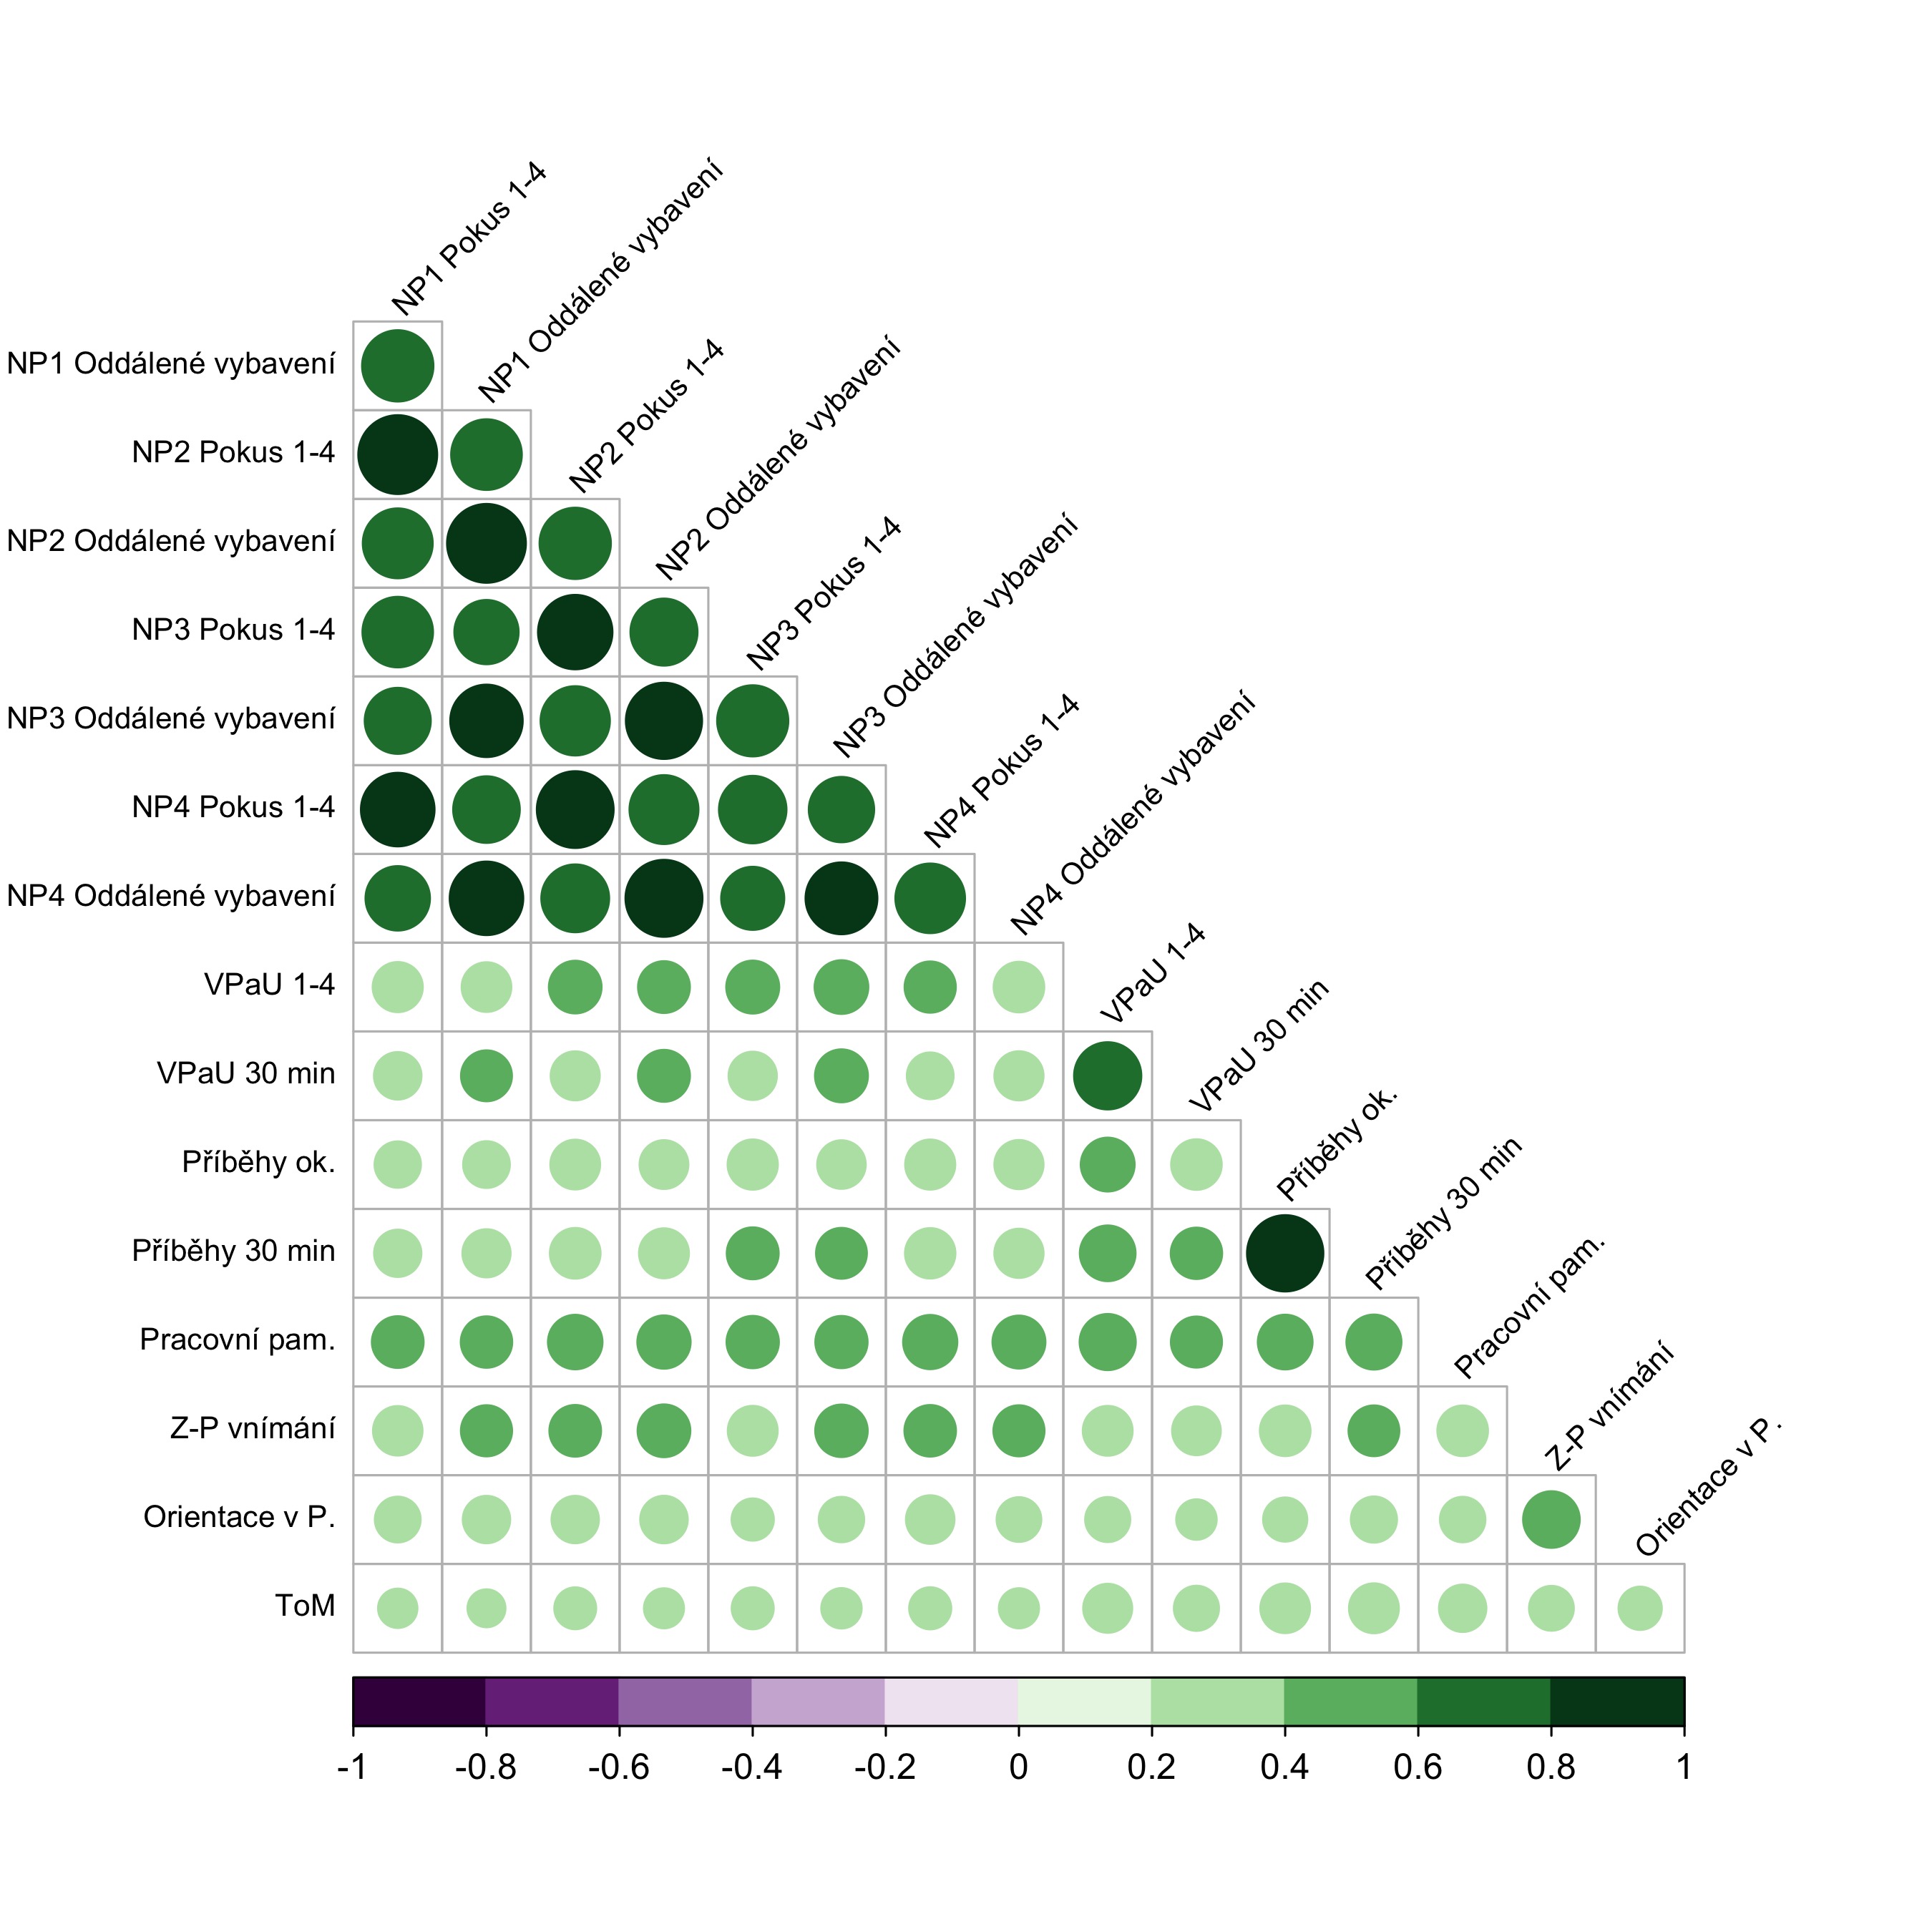 NP1 Pokus 1-4
NP1 Oddálené vybavení
NP2 Pokus 1-4
NP2 Oddálené vybavení
NP3 Pokus 1-4
NP3 Oddálené vybavení
NP4 Pokus 1-4
NP4 Oddálené vybavení
VPaU 1-4
VPaU 30 min
Příběhy ok.
Příběhy 30 min
Pracovní pam.
Z-P vnímání
Orientace v P.
NP1 Oddálené vybavení
NP2 Pokus 1-4
NP2 Oddálené vybavení
NP3 Pokus 1-4
NP3 Oddálené vybavení
NP4 Pokus 1-4
NP4 Oddálené vybavení
VPaU 1-4
VPaU 30 min
Příběhy ok.
Příběhy 30 min
Pracovní pam.
Z-P vnímání
Orientace v P.
ToM
-1 -0.8 -0.6 -0.4 -0.2 0 0.2 0.4 0.6 0.8 1